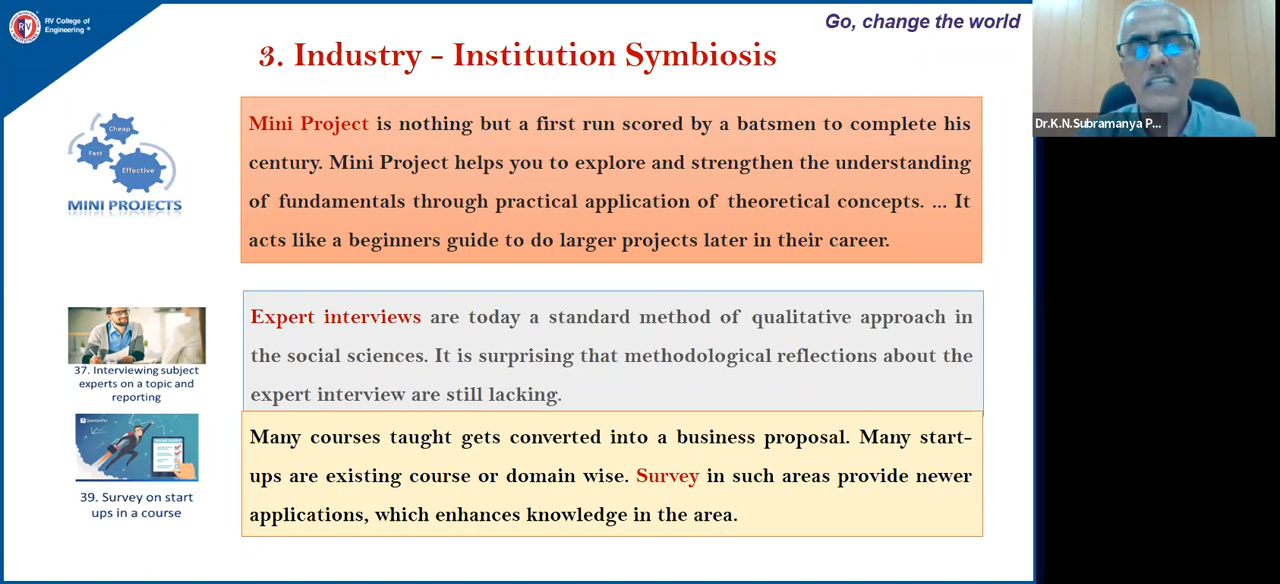 RV College of
Engineering
Go, change the world
3. Industry - Institution Symbiosis
Dr.K.N.Subramanya P...
Cheap
Fast
Effective
MINI PROJECTS
Mini Project is nothing but a first run scored by a batsmen to complete his
century. Mini Project helps you to explore and strengthen the understanding
of fundamentals through practical application of theoretical concepts. ... It
acts like a beginners guide to do larger projects later in their career.
37. Interviewing subject
experts on a topic and
reporting
Expert interviews are today a standard method of qualitative approach in
the social sciences. It is surprising that methodological reflections about the
expert interview are still lacking.
39. Survey on start
ups in a course
Many courses taught gets converted into a business proposal. Many start-
ups are existing course or domain wise. Survey in such areas provide newer
applications, which enhances knowledge in the area.